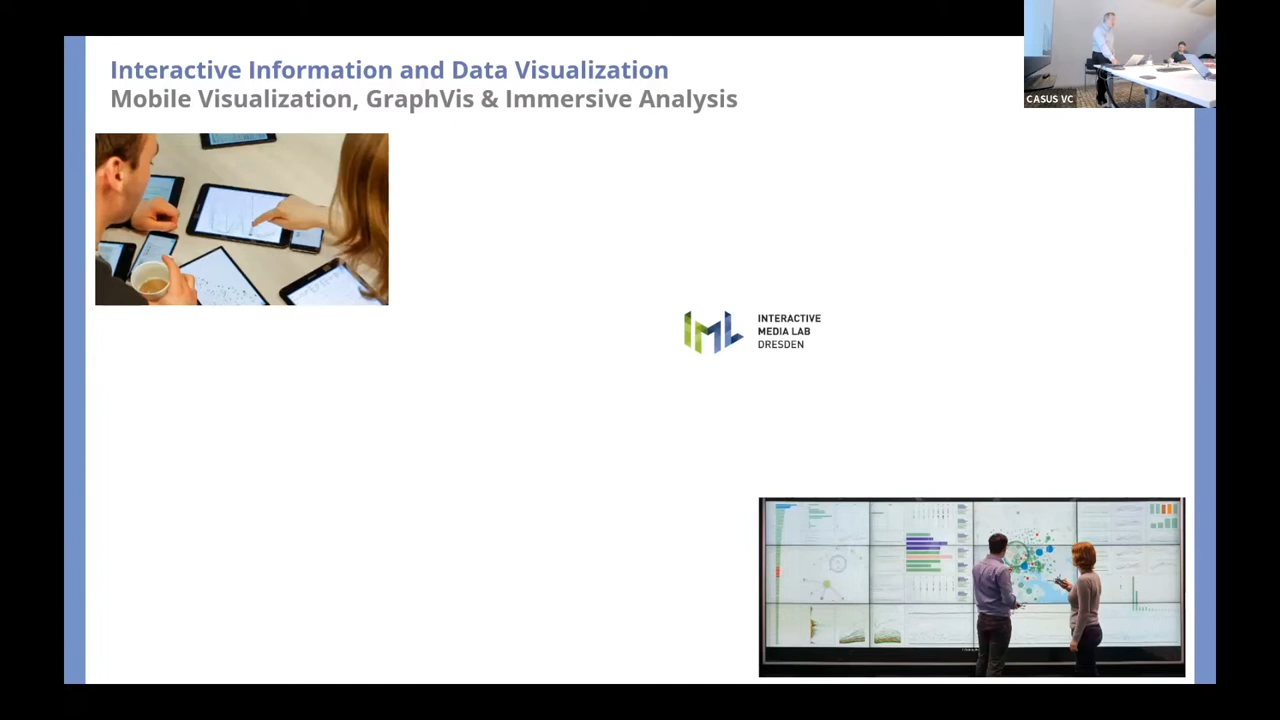 Interactive Information and Data Visualization
Mobile Visualization, GraphVis & Immersive Analysis
CASUS VC
INTERACTIVE
MEDIA LAB
DRESDEN